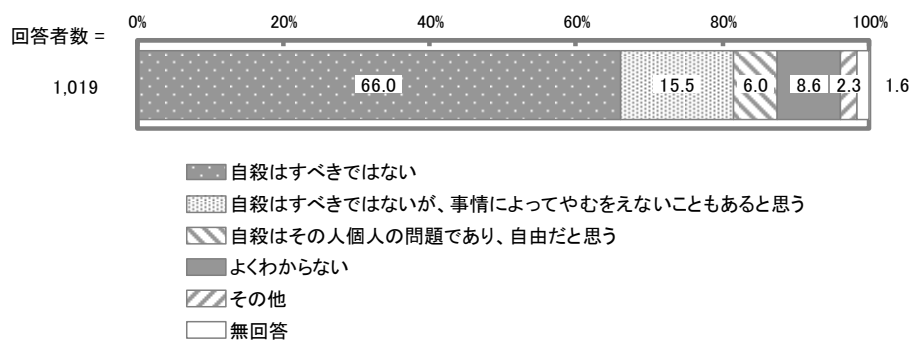 0% 20% 40% 60% 80% 100%
回答者数 =
1,019 66.0 15.5 6.0 8.6 2.3 1.6
自殺はすべきではない
自殺はすべきではないが、事情によってやむをえないこともあると思う
自殺はその人個人の問題であり、自由だと思う
よくわからない
その他
無回答